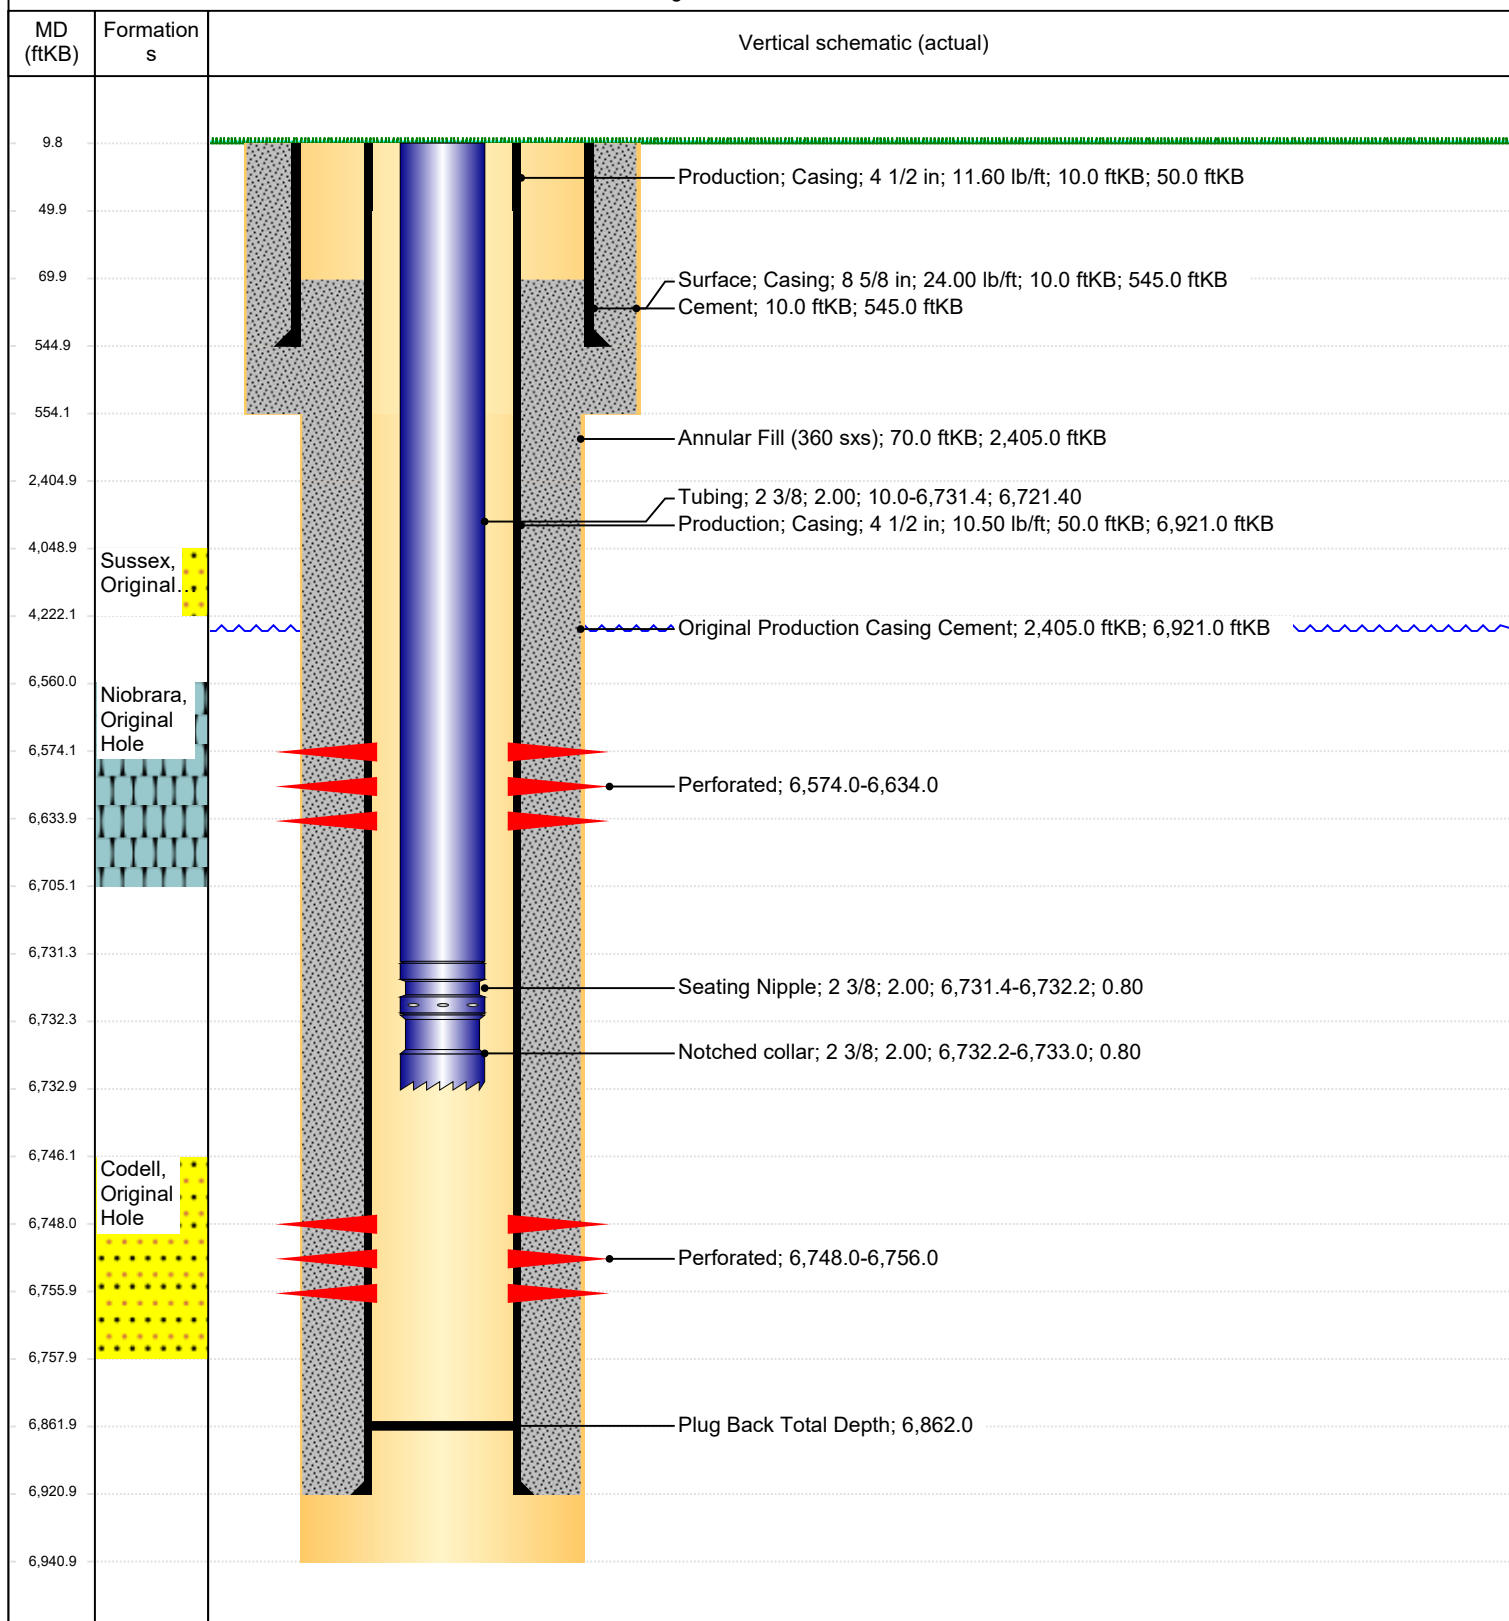 MD
(ftKB)
Formation
s
Vertical schematic (actual)
9.8
Production; Casing; 4 1/2 in; 11.60 lb/ft; 10.0 ftKB; 50.0 ftKB
49.9
69.9
Surface; Casing; 8 5/8 in; 24.00 lb/ft; 10.0 ftKB; 545.0 ftKB
Cement; 10.0 ftKB; 545.0 ftKB
544.9
554.1
Annular Fill (360 sxs); 70.0 ftKB; 2,405.0 ftKB
2,404.9
Tubing; 2 3/8; 2.00; 10.0-6,731.4; 6,721.40
Production; Casing; 4 1/2 in; 10.50 lb/ft; 50.0 ftKB; 6,921.0 ftKB
4,048.9
Sussex,
Original...
4,222.1
Original Production Casing Cement; 2,405.0 ftKB; 6,921.0 ftKB
6,560.0
Niobrara,
Original
Hole
6,574.1
Perforated; 6,574.0-6,634.0
6,633.9
6,705.1
6,731.3
Seating Nipple; 2 3/8; 2.00; 6,731.4-6,732.2; 0.80
6,732.3
Notched collar; 2 3/8; 2.00; 6,732.2-6,733.0; 0.80
6,732.9
6,746.1
Codell,
Original
Hole
6,748.0
Perforated; 6,748.0-6,756.0
6,755.9
6,757.9
6,861.9
Plug Back Total Depth; 6,862.0
6,920.9
6,940.9